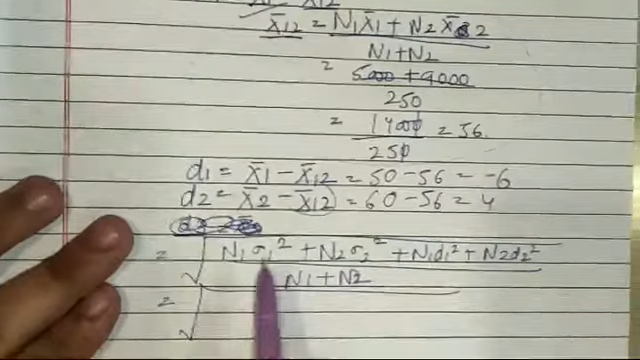 X̄12 = N1X̄1 + N2X̄2
N1+N2
= 5000 + 9000
250
= 14000 = 56
250
d1 = X̄1 - X̄12 = 50 - 56 = -6
d2 = X̄2 - X̄12 = 60 - 56 = 4
= √ N1σ1² + N2σ2² + N1d1² + N2d2²
N1 + N2
= √